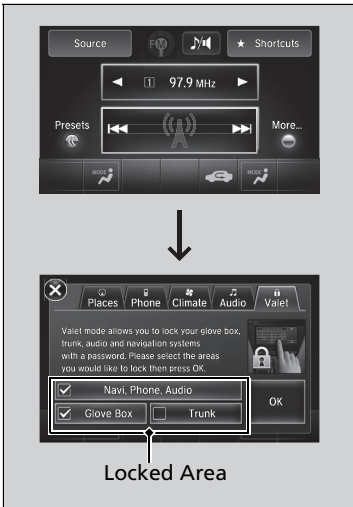 Source
FM
Shortcuts
1 97.9 MHz
Presets
More...
MODE
MODE
Places Phone Climate Audio Valet
Valet mode allows you to lock your glove box,
trunk, audio and navigation systems
with a password. Please select the areas
you would like to lock then press OK.
Navi, Phone, Audio
Glove Box Trunk
OK
Locked Area